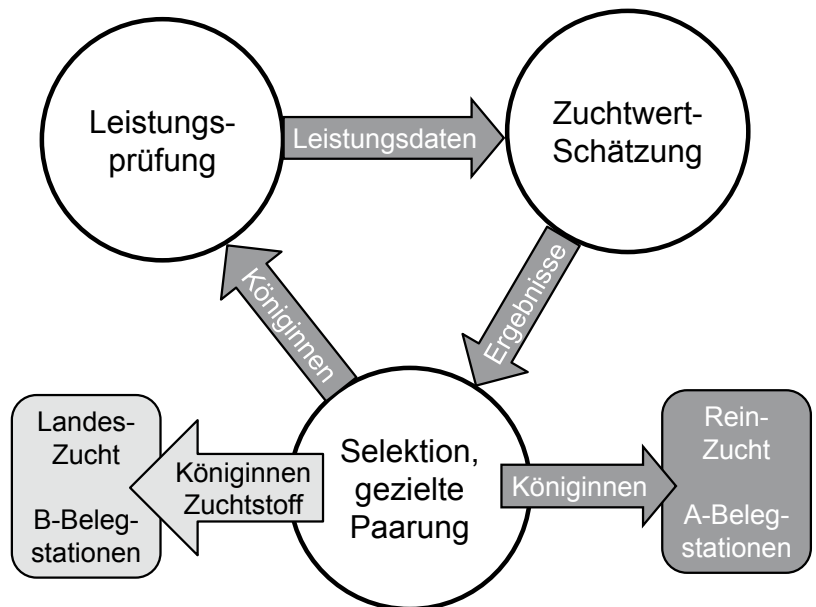 Leistungs-
prüfung
Leistungsdaten
Zuchtwert-
Schätzung
Königinnen
Ergebnisse
Landes-
Zucht
B-Beleg-
stationen
Königinnen
Zuchtstoff
Selektion,
gezielte
Paarung
Königinnen
Rein-
Zucht
A-Beleg-
stationen